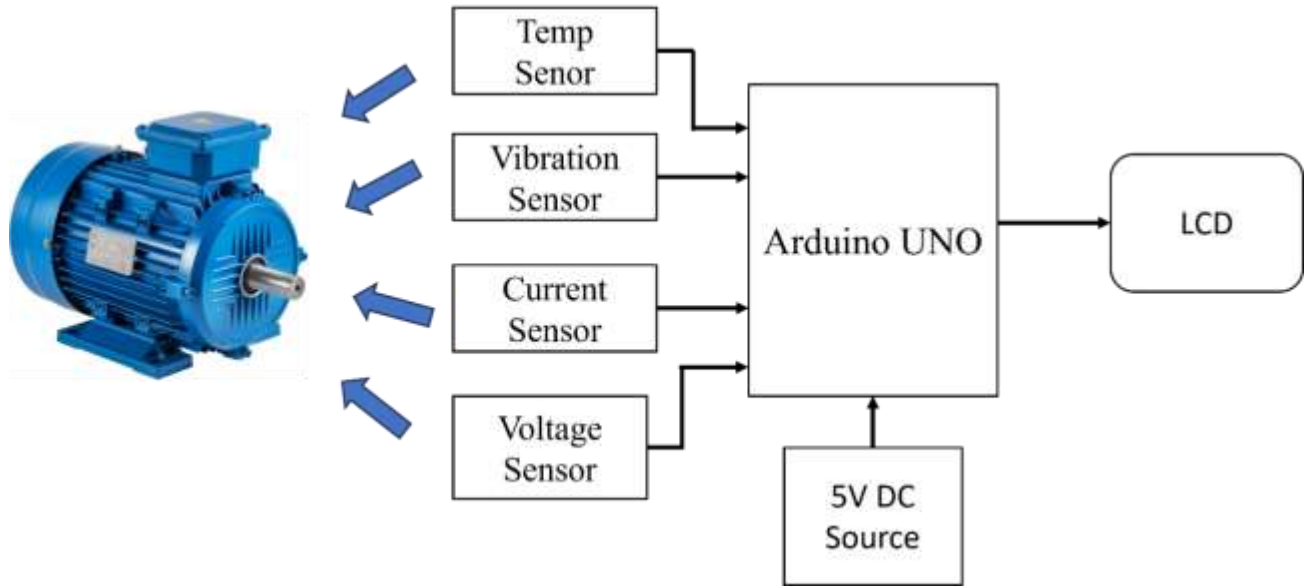 Temp
Senor
Vibration
Sensor
Current
Sensor
Voltage
Sensor
Arduino UNO
5V DC
Source
LCD